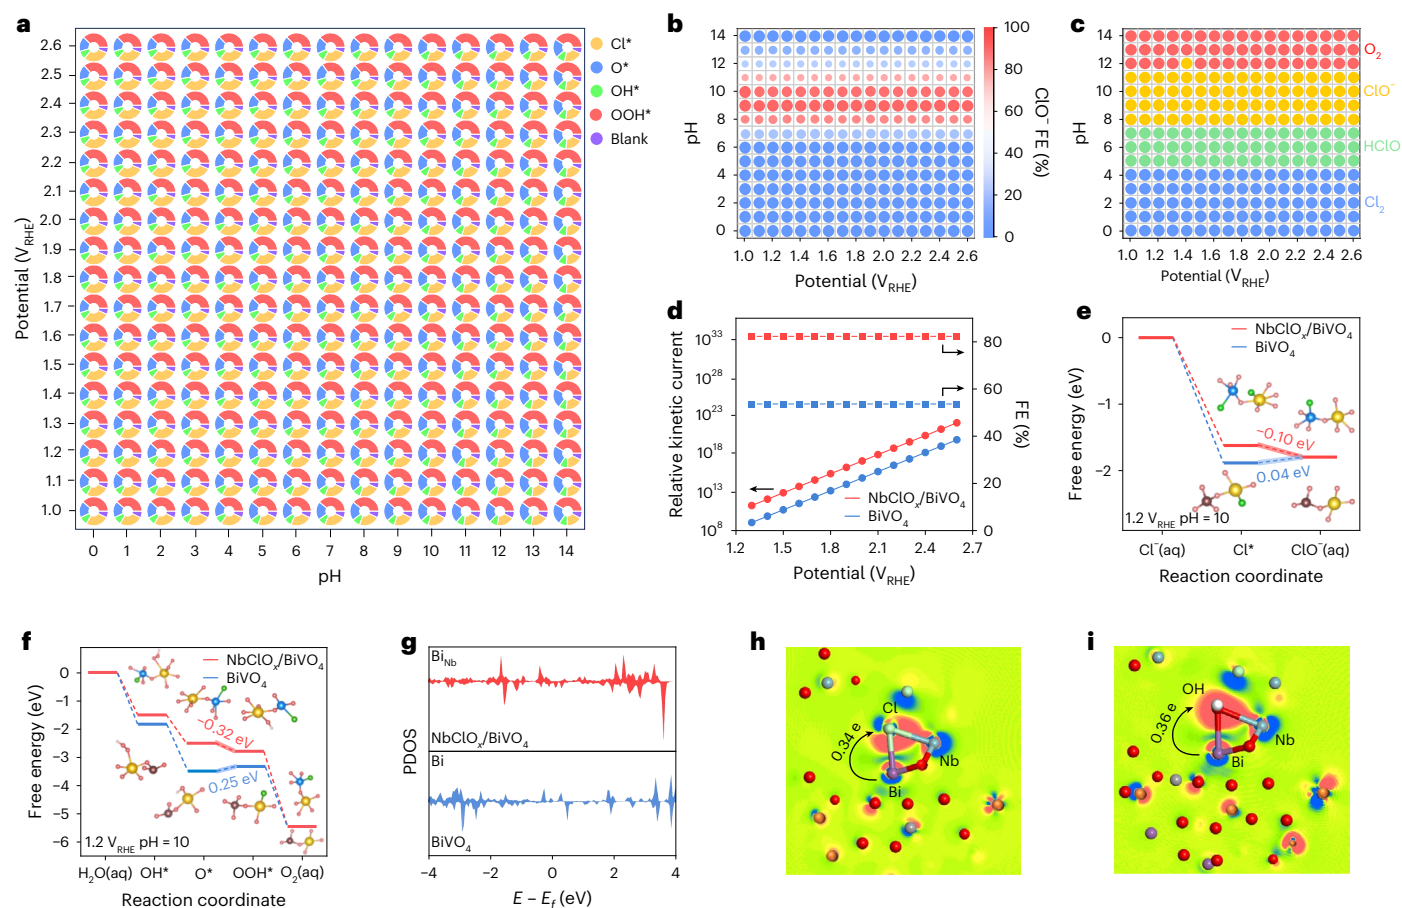 a
Potential (V_RHE)
2.6
2.5
2.4
2.3
2.2
2.1
2.0
1.9
1.8
1.7
1.6
1.5
1.4
1.3
1.2
1.1
1.0
0 1 2 3 4 5 6 7 8 9 10 11 12 13 14
pH
Cl*
O*
OH*
OOH*
Blank
b
pH
14
12
10
8
6
4
2
0
1.0 1.2 1.4 1.6 1.8 2.0 2.2 2.4 2.6
Potential (V_RHE)
100
80
60
40
20
0
ClO⁻ FE (%)
c
pH
14
12
10
8
6
4
2
0
1.0 1.2 1.4 1.6 1.8 2.0 2.2 2.4 2.6
Potential (V_RHE)
O₂
ClO⁻
HClO
Cl₂
d
Relative kinetic current
10³³
10²⁸
10²³
10¹⁸
10¹³
10⁸
80
60
40
20
0
FE (%)
NbClOₓ/BiVO₄
BiVO₄
1.2 1.5 1.8 2.1 2.4 2.7
Potential (V_RHE)
e
Free energy (eV)
0
−1
−2
NbClOₓ/BiVO₄
BiVO₄
−0.10 eV
0.04 eV
1.2 V_RHE pH = 10
Cl⁻(aq) Cl* ClO⁻(aq)
Reaction coordinate
f
Free energy (eV)
0
−1
−2
−3
−4
−5
−6
NbClOₓ/BiVO₄
BiVO₄
−0.32 eV
0.25 eV
1.2 V_RHE pH = 10
H₂O(aq) OH* O* OOH* O₂(aq)
Reaction coordinate
g
PDOS
Bi_Nb
NbClOₓ/BiVO₄
Bi
BiVO₄
−4 −2 0 2 4
E − E_f (eV)
h
Cl
0.34 e
Nb
Bi
i
OH
0.36 e
Nb
Bi